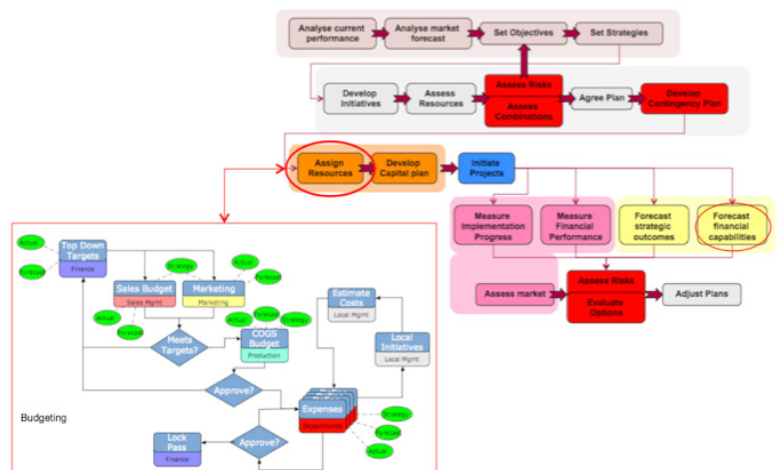 Analyse current
performance
Analyse market
forecast
Set Objectives
Set Strategies
Develop
Initiatives
Assess
Resources
Assess Risks
Assess
Combinations
Agree Plan
Develop
Contingency Plan
Assign
Resources
Develop
Capital plan
Initiate
Projects
Measure
Implementation
Progress
Measure
Financial
Performance
Forecast
strategic
outcomes
Forecast
financial
capabilities
Assess market
Assess Risks
Evaluate
Options
Adjust Plans
Actual
Forecast
Top Down
Targets
Finance
Strategy
Actual
Forecast
Sales Budget
Sales Mgmt
Marketing
Marketing
Actual
Forecast
Meets
Targets?
Actual
Forecast
Strategy
COGS
Budget
Production
Estimate
Costs
Local Mgmt
Local
Initiatives
Local Mgmt
Approve?
Expenses
Departments
Strategy
Forecast
Actual
Budgeting
Lock
Pass
Finance
Approve?